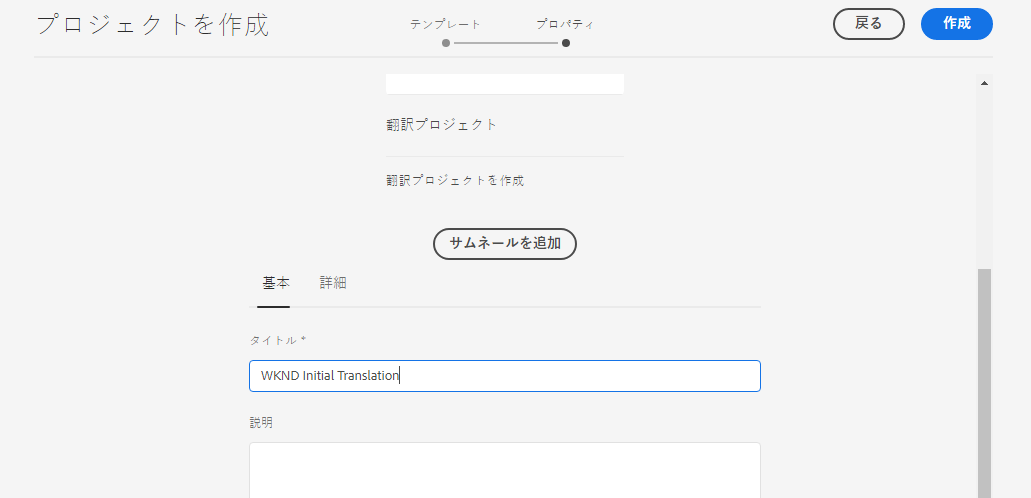 プロジェクトを作成
テンプレート
プロパティ
戻る
作成
翻訳プロジェクト
翻訳プロジェクトを作成
サムネールを追加
基本
詳細
タイトル *
WKND Initial Translation
説明